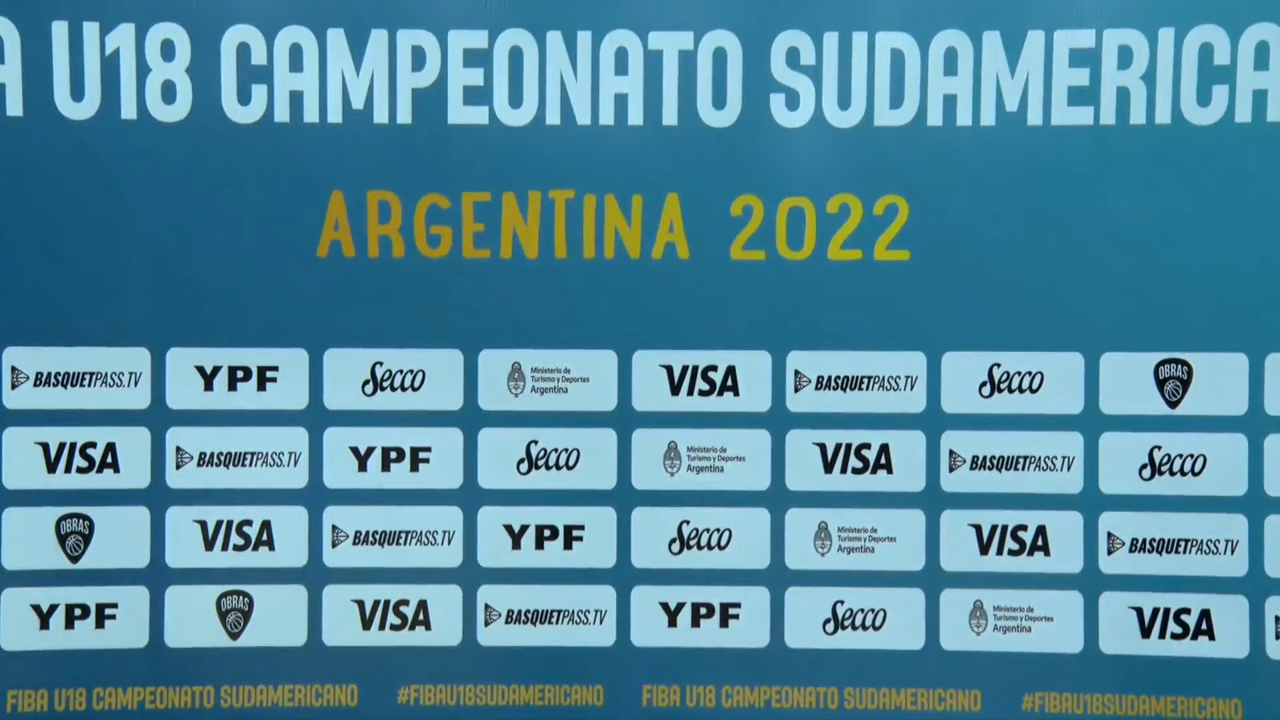 A U18 CAMPEONATO SUDAMERICA
ARGENTINA 2022
BASQUETPASS.TV YPF Secco Ministerio de Turismo y Deportes Argentina VISA BASQUETPASS.TV Secco OBRAS
VISA BASQUETPASS.TV YPF Secco Ministerio de Turismo y Deportes Argentina VISA BASQUETPASS.TV Secco
OBRAS VISA BASQUETPASS.TV YPF Secco Ministerio de Turismo y Deportes Argentina VISA BASQUETPASS.TV
YPF OBRAS VISA BASQUETPASS.TV YPF Secco Ministerio de Turismo y Deportes Argentina VISA
FIBA U18 CAMPEONATO SUDAMERICANO #FIBAU18SUDAMERICANO FIBA U18 CAMPEONATO SUDAMERICANO #FIBAU18SUDAMERICANO